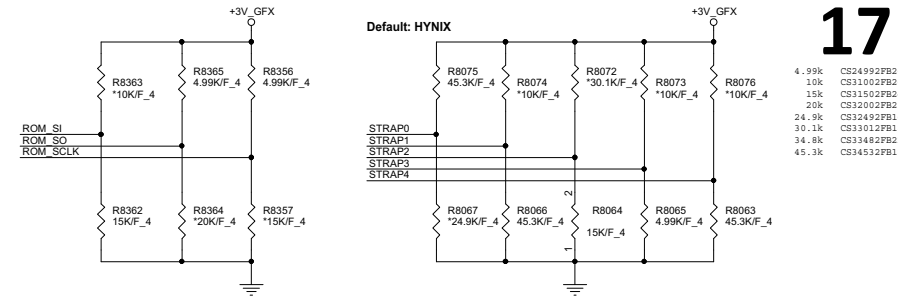 +3V_GFX
R8363
*10K/F_4
R8365
4.99K/F_4
R8356
4.99K/F_4
ROM_SI
ROM_SO
ROM_SCLK
R8362
15K/F_4
R8364
*20K/F_4
R8357
*15K/F_4
Default: HYNIX
+3V_GFX
R8075
45.3K/F_4
R8074
*10K/F_4
R8072
*30.1K/F_4
R8073
*10K/F_4
R8076
*10K/F_4
STRAP0
STRAP1
STRAP2
STRAP3
STRAP4
2
1
R8067
*24.9K/F_4
R8066
45.3K/F_4
R8064
15K/F_4
R8065
4.99K/F_4
R8063
45.3K/F_4
17
4.99k CS24992FB2
10k CS31002FB2
15k CS31502FB2
20k CS32002FB2
24.9k CS32492FB1
30.1k CS33012FB1
34.8k CS33482FB2
45.3k CS34532FB1